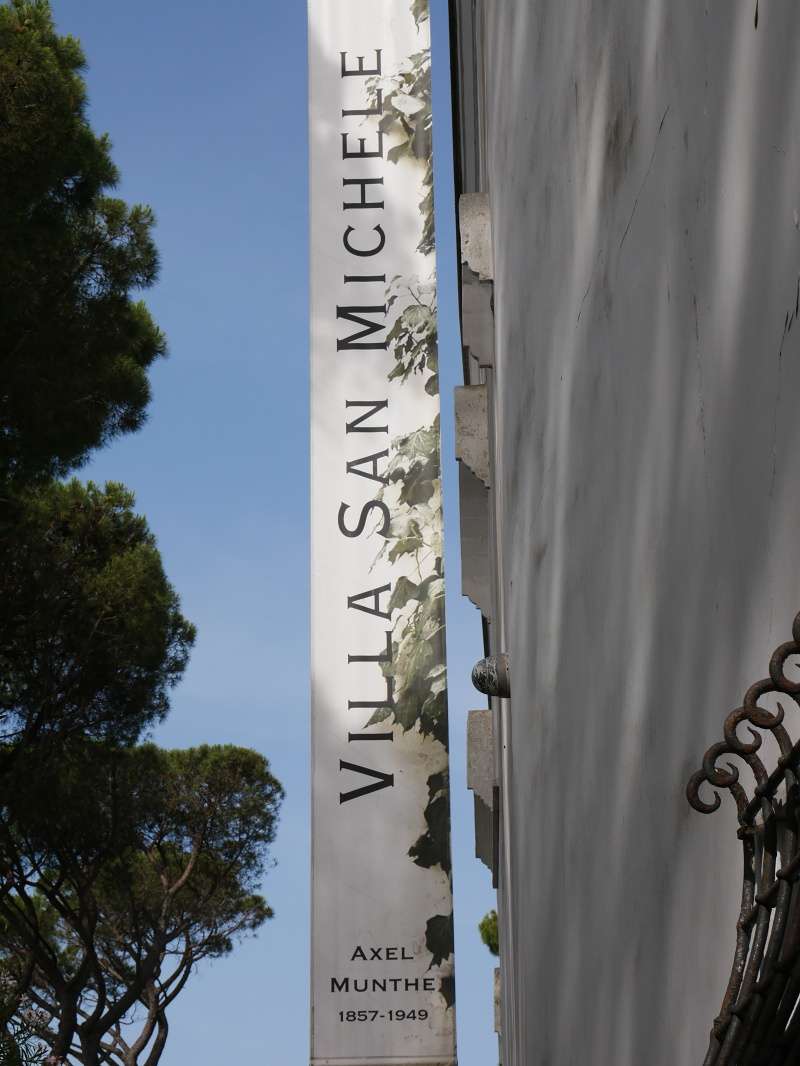 VILLA SAN MICHELE
AXEL
MUNTHE
1857-1949